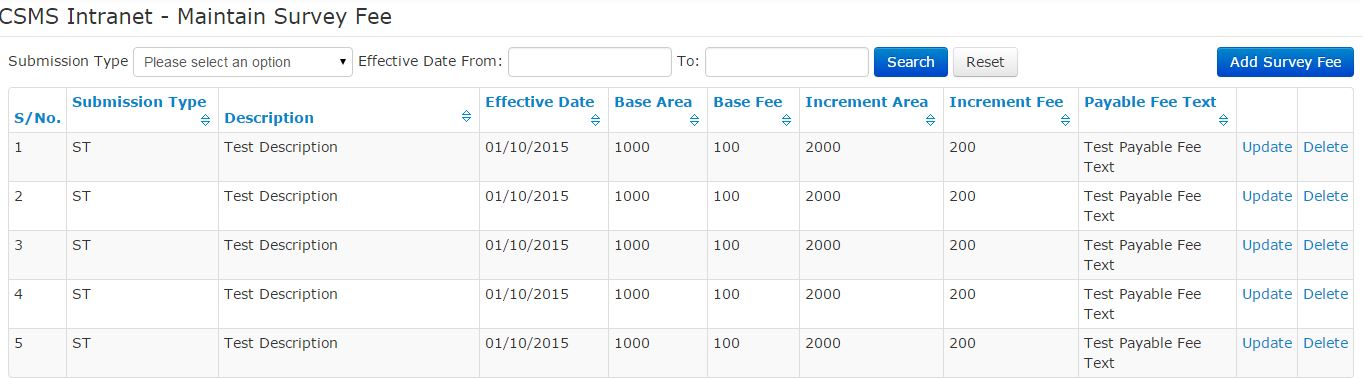 CSMS Intranet - Maintain Survey Fee
Submission Type Please select an option Effective Date From: To: Search Reset Add Survey Fee
S/No. Submission Type Description Effective Date Base Area Base Fee Increment Area Increment Fee Payable Fee Text
1 ST Test Description 01/10/2015 1000 100 2000 200 Test Payable Fee Update Delete
Text
2 ST Test Description 01/10/2015 1000 100 2000 200 Test Payable Fee Update Delete
Text
3 ST Test Description 01/10/2015 1000 100 2000 200 Test Payable Fee Update Delete
Text
4 ST Test Description 01/10/2015 1000 100 2000 200 Test Payable Fee Update Delete
Text
5 ST Test Description 01/10/2015 1000 100 2000 200 Test Payable Fee Update Delete
Text